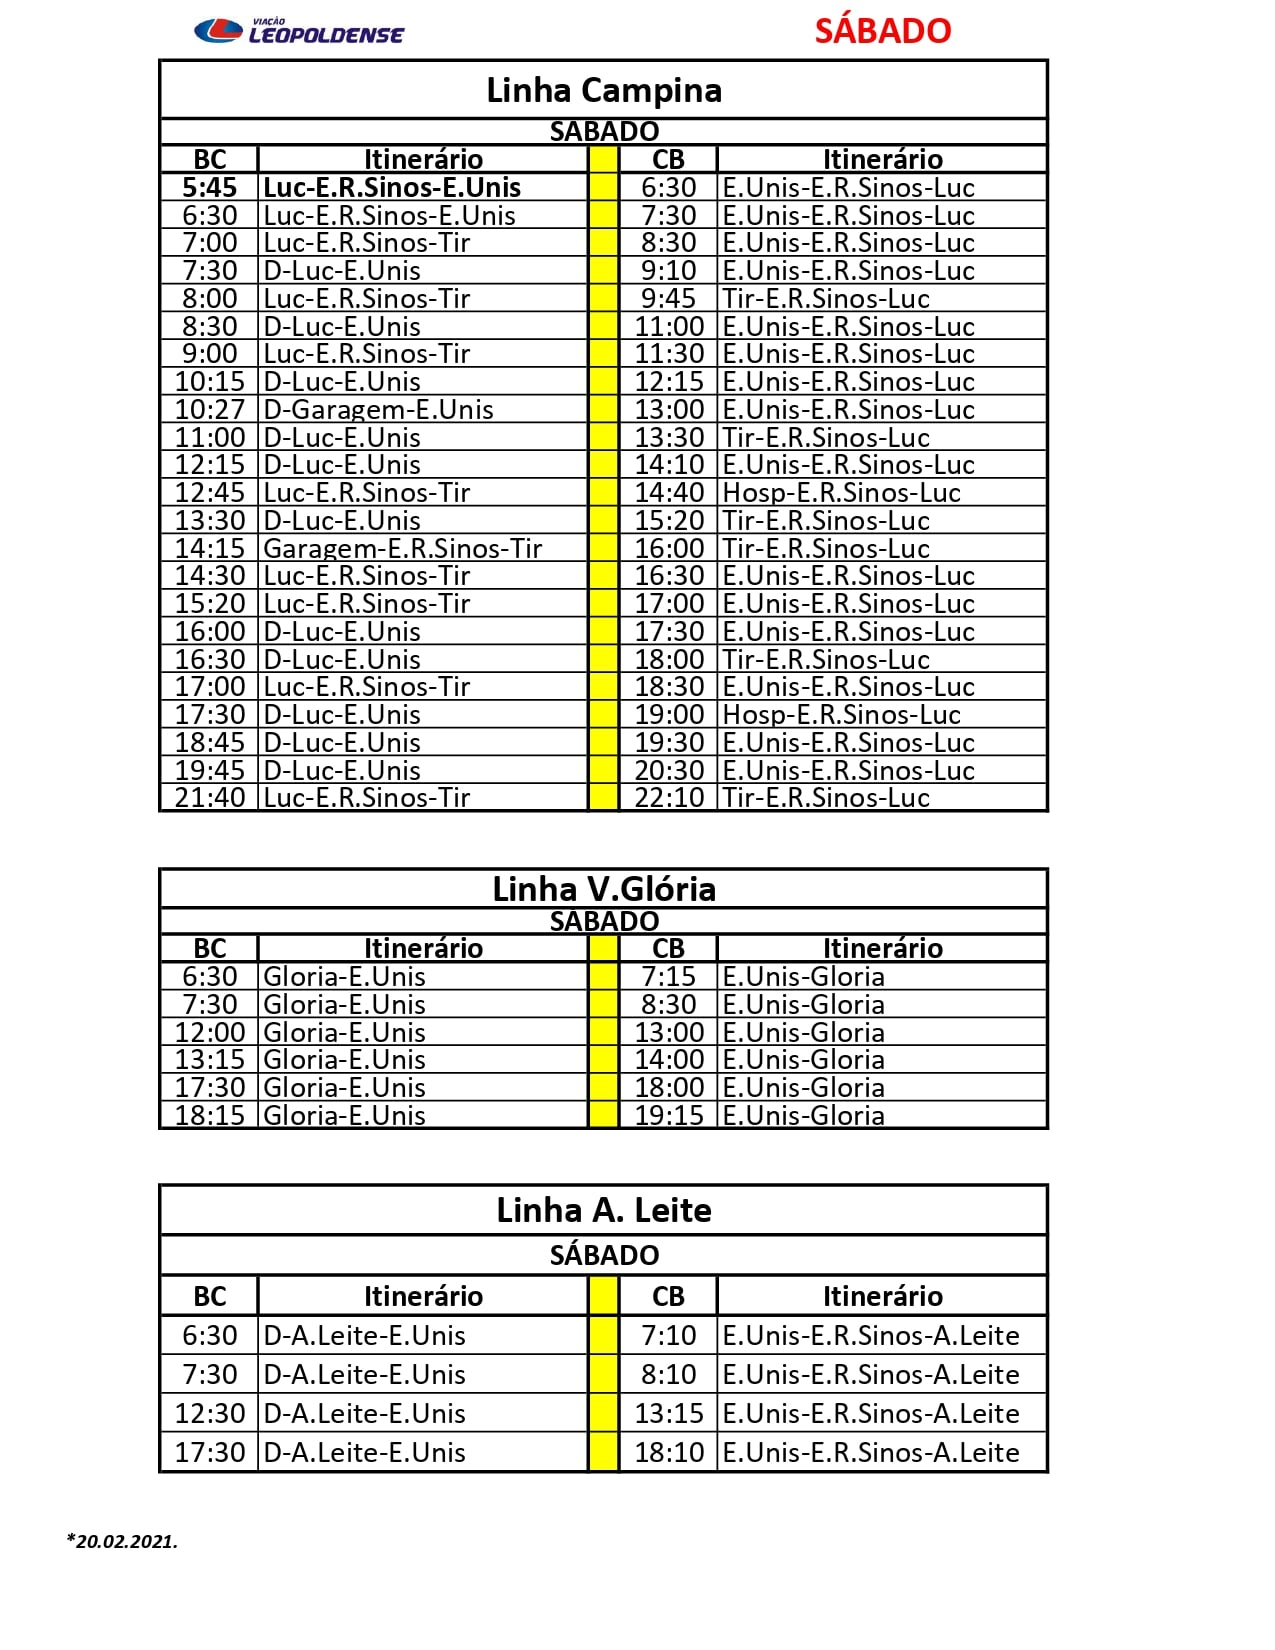 VIAÇÃO
LEOPOLDENSE
SÁBADO
Linha Campina
SÁBADO
BC Itinerário CB Itinerário
5:45 Luc-E.R.Sinos-E.Unis 6:30 E.Unis-E.R.Sinos-Luc
6:30 Luc-E.R.Sinos-E.Unis 7:30 E.Unis-E.R.Sinos-Luc
7:00 Luc-E.R.Sinos-Tir 8:30 E.Unis-E.R.Sinos-Luc
7:30 D-Luc-E.Unis 9:10 E.Unis-E.R.Sinos-Luc
8:00 Luc-E.R.Sinos-Tir 9:45 Tir-E.R.Sinos-Luc
8:30 D-Luc-E.Unis 11:00 E.Unis-E.R.Sinos-Luc
9:00 Luc-E.R.Sinos-Tir 11:30 E.Unis-E.R.Sinos-Luc
10:15 D-Luc-E.Unis 12:15 E.Unis-E.R.Sinos-Luc
10:27 D-Garagem-E.Unis 13:00 E.Unis-E.R.Sinos-Luc
11:00 D-Luc-E.Unis 13:30 Tir-E.R.Sinos-Luc
12:15 D-Luc-E.Unis 14:10 E.Unis-E.R.Sinos-Luc
12:45 Luc-E.R.Sinos-Tir 14:40 Hosp-E.R.Sinos-Luc
13:30 D-Luc-E.Unis 15:20 Tir-E.R.Sinos-Luc
14:15 Garagem-E.R.Sinos-Tir 16:00 Tir-E.R.Sinos-Luc
14:30 Luc-E.R.Sinos-Tir 16:30 E.Unis-E.R.Sinos-Luc
15:20 Luc-E.R.Sinos-Tir 17:00 E.Unis-E.R.Sinos-Luc
16:00 D-Luc-E.Unis 17:30 E.Unis-E.R.Sinos-Luc
16:30 D-Luc-E.Unis 18:00 Tir-E.R.Sinos-Luc
17:00 Luc-E.R.Sinos-Tir 18:30 E.Unis-E.R.Sinos-Luc
17:30 D-Luc-E.Unis 19:00 Hosp-E.R.Sinos-Luc
18:45 D-Luc-E.Unis 19:30 E.Unis-E.R.Sinos-Luc
19:45 D-Luc-E.Unis 20:30 E.Unis-E.R.Sinos-Luc
21:40 Luc-E.R.Sinos-Tir 22:10 Tir-E.R.Sinos-Luc
Linha V.Glória
SÁBADO
BC Itinerário CB Itinerário
6:30 Gloria-E.Unis 7:15 E.Unis-Gloria
7:30 Gloria-E.Unis 8:30 E.Unis-Gloria
12:00 Gloria-E.Unis 13:00 E.Unis-Gloria
13:15 Gloria-E.Unis 14:00 E.Unis-Gloria
17:30 Gloria-E.Unis 18:00 E.Unis-Gloria
18:15 Gloria-E.Unis 19:15 E.Unis-Gloria
Linha A. Leite
SÁBADO
BC Itinerário CB Itinerário
6:30 D-A.Leite-E.Unis 7:10 E.Unis-E.R.Sinos-A.Leite
7:30 D-A.Leite-E.Unis 8:10 E.Unis-E.R.Sinos-A.Leite
12:30 D-A.Leite-E.Unis 13:15 E.Unis-E.R.Sinos-A.Leite
17:30 D-A.Leite-E.Unis 18:10 E.Unis-E.R.Sinos-A.Leite
*20.02.2021.